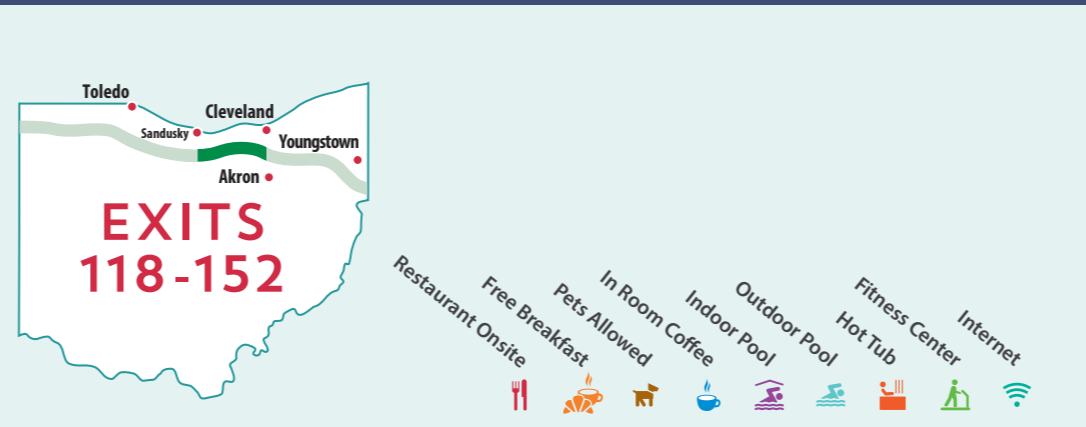 Toledo
Cleveland
Sandusky
Youngstown
Akron
EXITS
118-152
Restaurant Onsite
Free Breakfast
Pets Allowed
In Room Coffee
Indoor Pool
Outdoor Pool
Hot Tub
Fitness Center
Internet